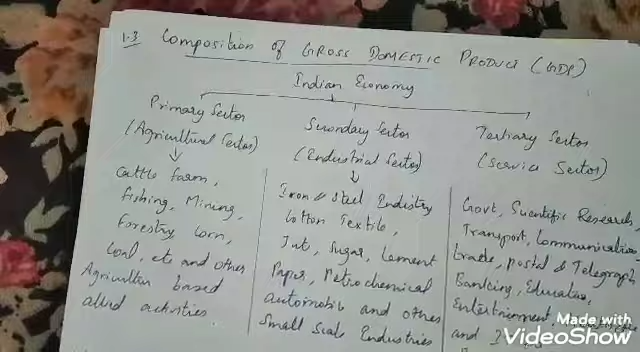 1.3 Composition of GROSS DOMESTIC PRODUCT (GDP)
Indian Economy
Primary Sector
(Agricultural Sector)
Cattle farm,
fishing, Mining,
Forestry, Corn,
Coal, etc and other
Agriculture based
allied activities.
Secondary Sector
(Industrial Sector)
Iron & Steel Industry
Cotton Textile,
Jut, Sugar, Cement
Paper, Petrochemical
automobile and others
Small Scale Industries
Tertiary Sector
(Service Sector)
Govt, Scientific Research,
Transport, Communication,
trade, postal & Telegraph
Banking, Education,
Entertainment,
and
Made with
VideoShow